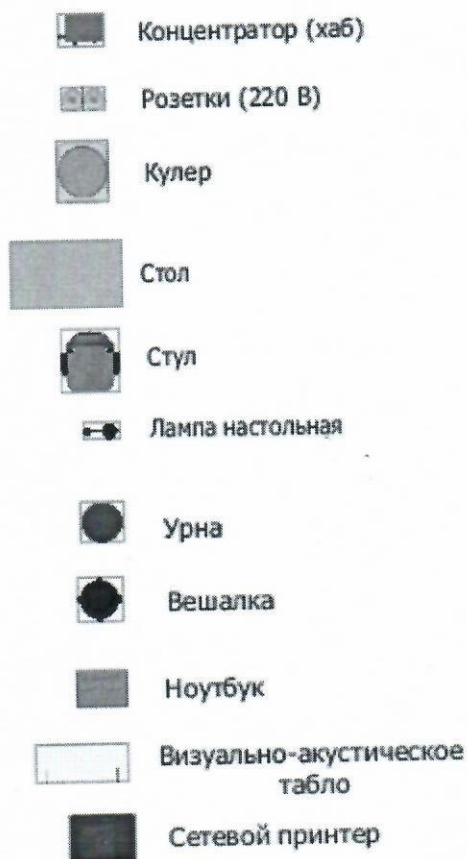 Концентратор (хаб)
Розетки (220 В)
Кулер
Стол
Стул
Лампа настольная
Урна
Вешалка
Ноутбук
Визуально-акустическое
табло
Сетевой принтер